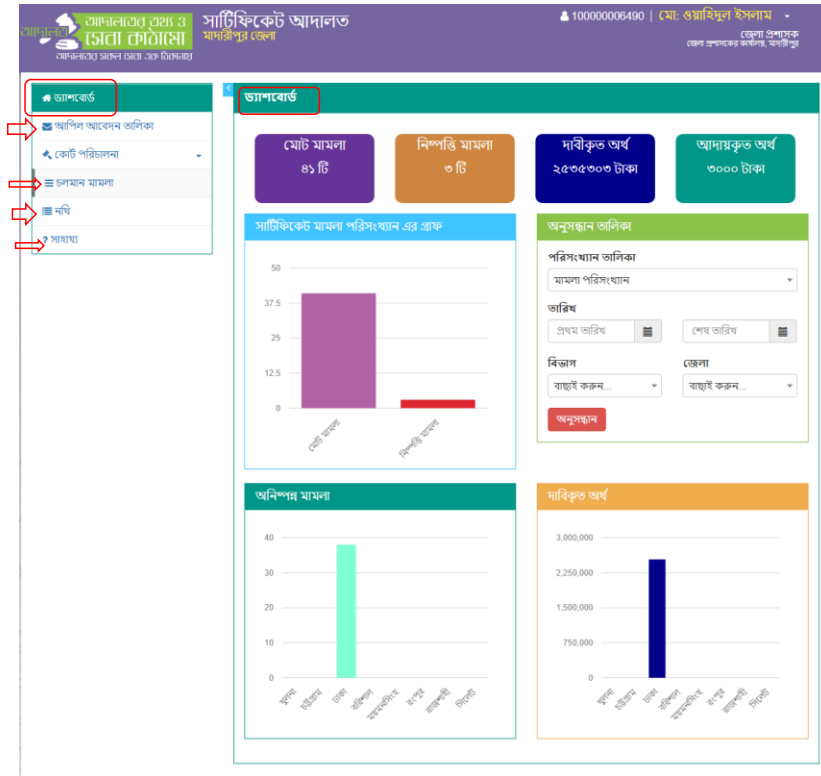 আদালতের তথ্য ও
সেবা কাঠামো
আদালতের সকল সেবা এক ঠিকানায়
সার্টিফিকেট আদালত
মাদারীপুর জেলা
100000006490 | মো: ওয়াহিদুল ইসলাম
জেলা প্রশাসক
জেলা প্রশাসকের কার্যালয়, মাদারীপুর
ড্যাশবোর্ড
আপিল আবেদন তালিকা
কোর্ট পরিচালনা
চলমান মামলা
নথি
? সাহায্য
ড্যাশবোর্ড
মোট মামলা
৪১ টি
নিষ্পত্তি মামলা
৩ টি
দাবীকৃত অর্থ
২৫৩৫৩০৩ টাকা
আদায়কৃত অর্থ
৩০০০ টাকা
সার্টিফিকেট মামলা পরিসংখ্যান এর গ্রাফ
50
37.5
25
12.5
0
মোট মামলা
নিষ্পত্তি মামলা
অনুসন্ধান তালিকা
পরিসংখ্যান তালিকা
মামলা পরিসংখ্যান
তারিখ
প্রথম তারিখ
শেষ তারিখ
বিভাগ
জেলা
বাছাই করুন...
বাছাই করুন...
অনুসন্ধান
অনিষ্পন্ন মামলা
40
30
20
10
0
খুলনা
চট্টগ্রাম
ঢাকা
বরিশাল
ময়মনসিংহ
রংপুর
রাজশাহী
সিলেট
দাবিকৃত অর্থ
3,000,000
2,250,000
1,500,000
750,000
0
খুলনা
চট্টগ্রাম
ঢাকা
বরিশাল
ময়মনসিংহ
রংপুর
রাজশাহী
সিলেট